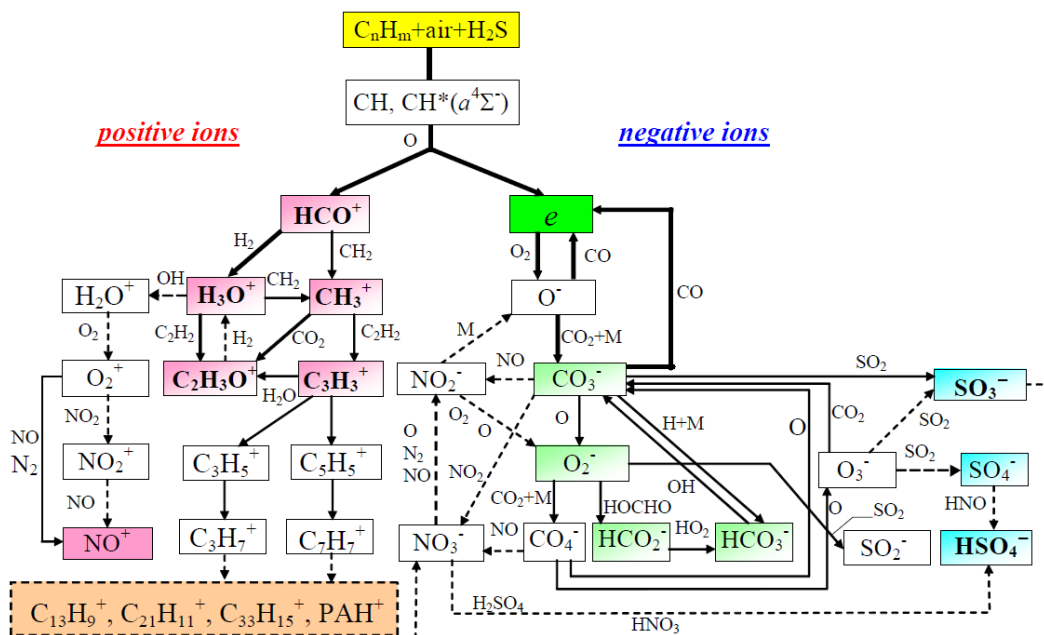 CₙHₘ+air+H₂S
CH, CH*(a⁴Σ⁻)
positive ions
O
negative ions
HCO⁺
e
H₂
CH₂
O₂
CO
H₂O⁺
OH
H₃O⁺
CH₂
CH₃⁺
O⁻
CO
O₂
C₂H₂
H₂
CO₂
C₂H₂
M
CO₂+M
O₂⁺
C₂H₃O⁺
C₃H₃⁺
H₂O
NO₂⁻
NO
CO₃⁻
SO₂
SO₃⁻
NO₂
NO
N₂
O₂
O
O
H+M
O
CO₂
SO₂
O
N₂
NO
NO₂
NO₂⁺
C₃H₅⁺
C₅H₅⁺
O₂⁻
O₃⁻
SO₂
SO₄⁻
NO
CO₂+M
HOCHO
OH
O
SO₂
HNO
NO⁺
C₃H₇⁺
C₇H₇⁺
NO₃⁻
NO
CO₄⁻
HCO₂⁻
HO₂
HCO₃⁻
SO₂⁻
HSO₄⁻
C₁₃H₉⁺, C₂₁H₁₁⁺, C₃₃H₁₅⁺, PAH⁺
H₂SO₄
HNO₃